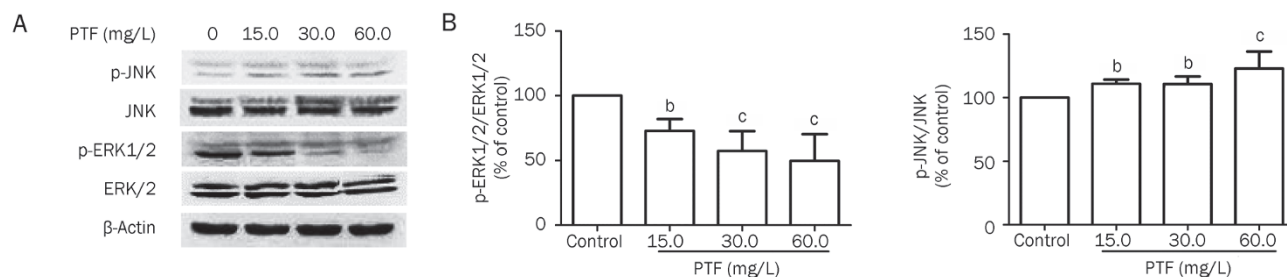 A
PTF (mg/L) 0 15.0 30.0 60.0
p-JNK
JNK
p-ERK1/2
ERK/2
β-Actin
B
p-ERK1/2/ERK1/2
(% of control)
150
100
50
0
b
c
c
Control 15.0 30.0 60.0
PTF (mg/L)
p-JNK/JNK
(% of control)
150
100
50
0
b
b
c
Control 15.0 30.0 60.0
PTF (mg/L)